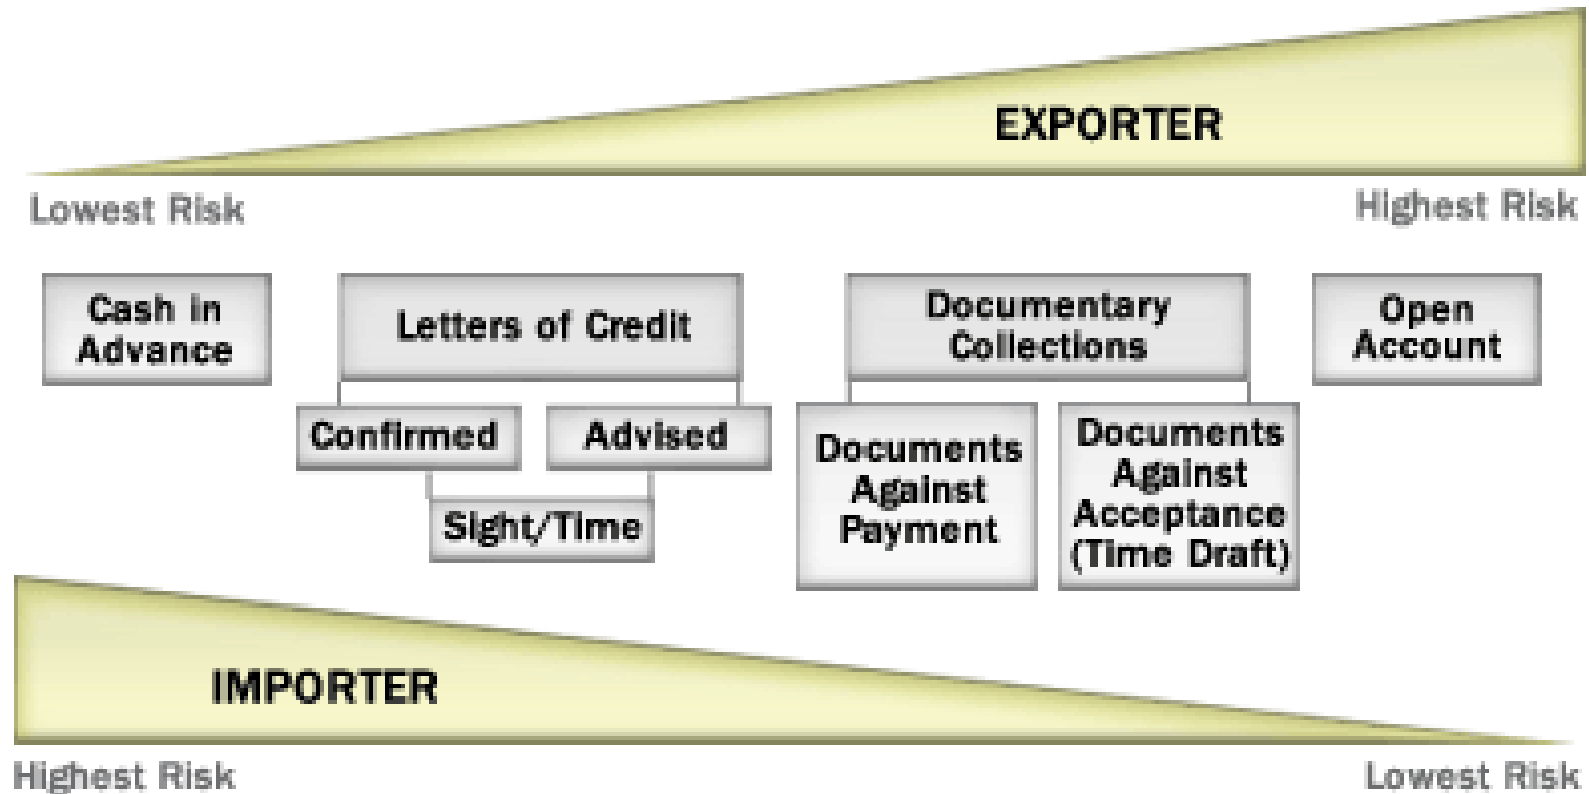 EXPORTER
Lowest Risk
Highest Risk
Cash in
Advance
Letters of Credit
Documentary
Collections
Open
Account
Confirmed
Advised
Sight/Time
Documents
Against
Payment
Documents
Against
Acceptance
(Time Draft)
IMPORTER
Highest Risk
Lowest Risk